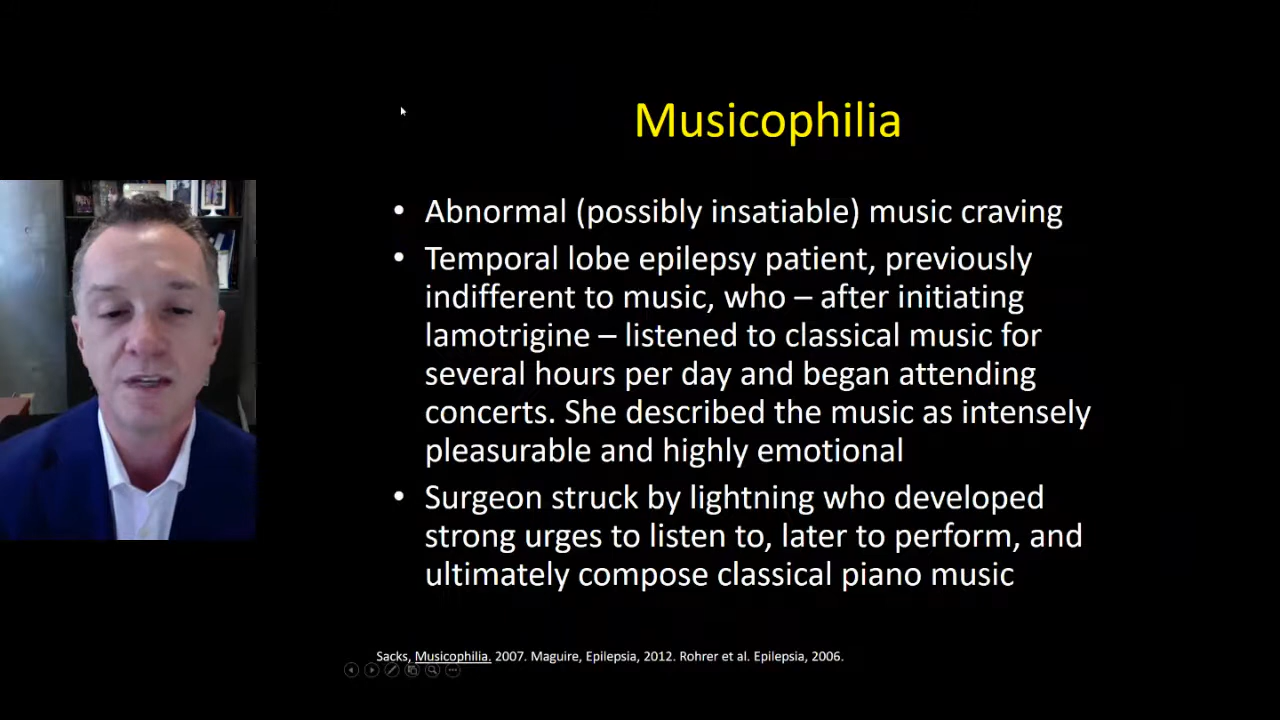 Musicophilia
• Abnormal (possibly insatiable) music craving
• Temporal lobe epilepsy patient, previously
indifferent to music, who – after initiating
lamotrigine – listened to classical music for
several hours per day and began attending
concerts. She described the music as intensely
pleasurable and highly emotional
• Surgeon struck by lightning who developed
strong urges to listen to, later to perform, and
ultimately compose classical piano music
Sacks, Musicophilia. 2007. Maguire, Epilepsia, 2012. Rohrer et al. Epilepsia, 2006.